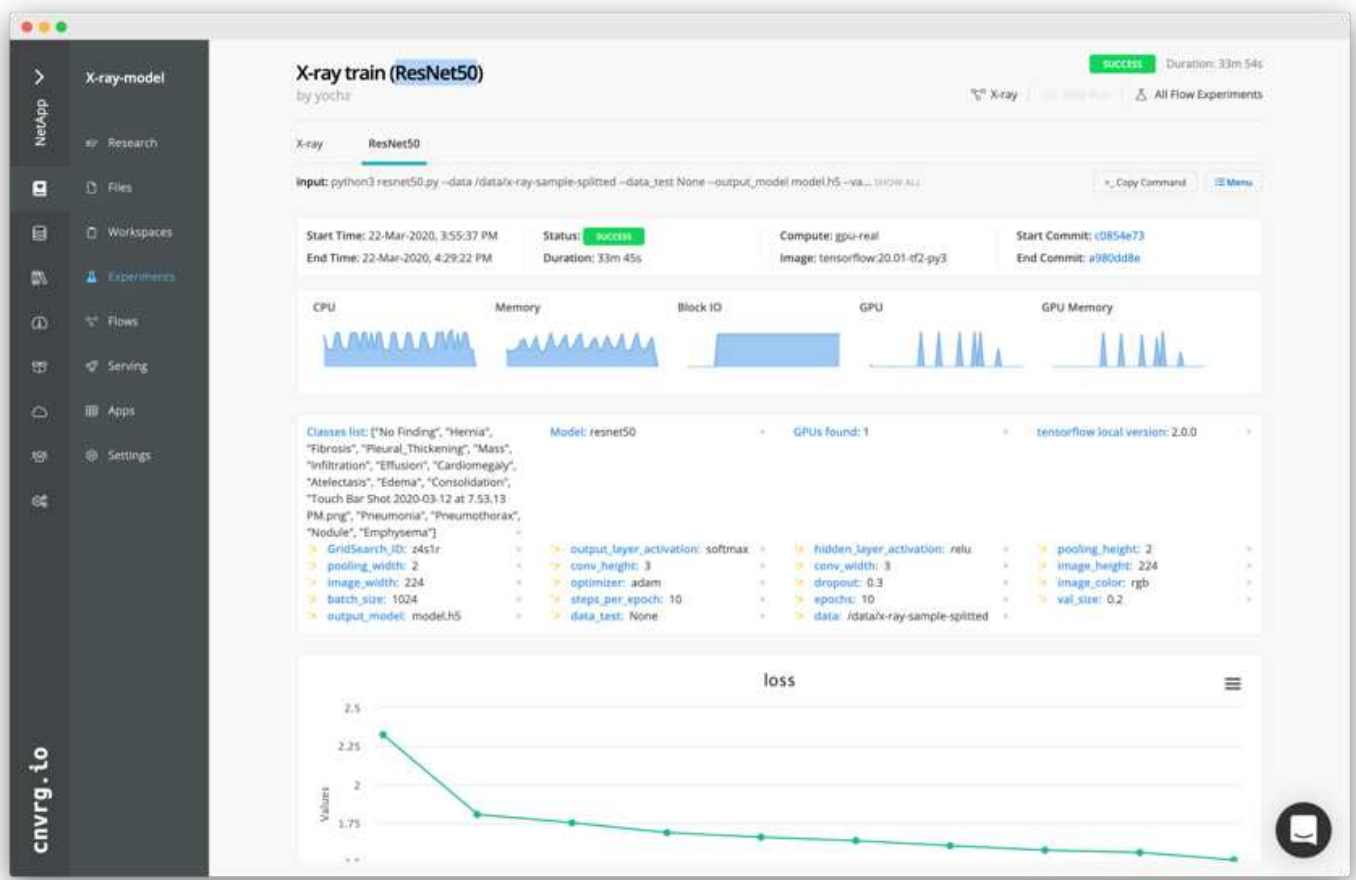 NetApp
cnvrg.io
X-ray-model
Research
Files
Workspaces
Experiments
Flows
Serving
Apps
Settings
X-ray train (ResNet50)
by yochz
success Duration: 33m 54s
X-ray
All Flow Experiments
X-ray ResNet50
input: python3 resnet50.py --data /data/x-ray-sample-splitted --data_test None --output_model model.h5 --va... SHOW ALL
>_ Copy Command
Menu
Start Time: 22-Mar-2020, 3:55:37 PM Status: success Compute: gpu-real Start Commit: c0854e73
End Time: 22-Mar-2020, 4:29:22 PM Duration: 33m 45s Image: tensorflow:20.01-tf2-py3 End Commit: a980dd8e
CPU Memory Block IO GPU GPU Memory
Classes list: ["No Finding", "Hernia",
"Fibrosis", "Pleural_Thickening", "Mass",
"Infiltration", "Effusion", "Cardiomegaly",
"Atelectasis", "Edema", "Consolidation",
"Touch Bar Shot 2020-03-12 at 7.53.13
PM.png", "Pneumonia", "Pneumothorax",
"Nodule", "Emphysema"]
Model: resnet50
GPUs found: 1
tensorflow local version: 2.0.0
GridSearch_ID: z4s1r output_layer_activation: softmax hidden_layer_activation: relu pooling_height: 2
pooling_width: 2 conv_height: 3 conv_width: 3 image_height: 224
image_width: 224 optimizer: adam dropout: 0.3 image_color: rgb
batch_size: 1024 steps_per_epoch: 10 epochs: 10 val_size: 0.2
output_model: model.h5 data_test: None data: /data/x-ray-sample-splitted
loss
2.5
2.25
2
1.75
Values